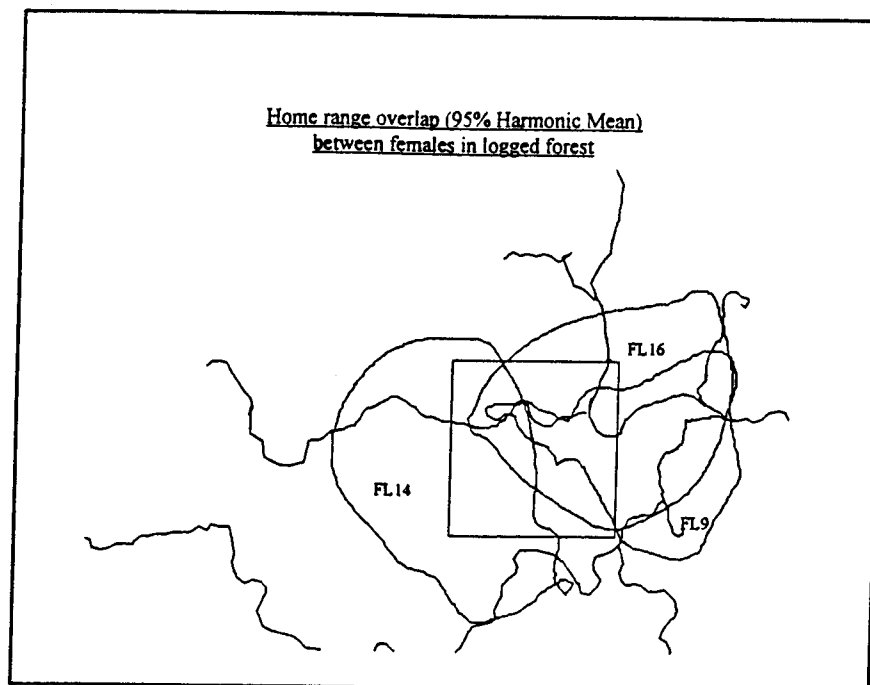 Home range overlap (95% Harmonic Mean)
between females in logged forest
FL16
FL14
FL9